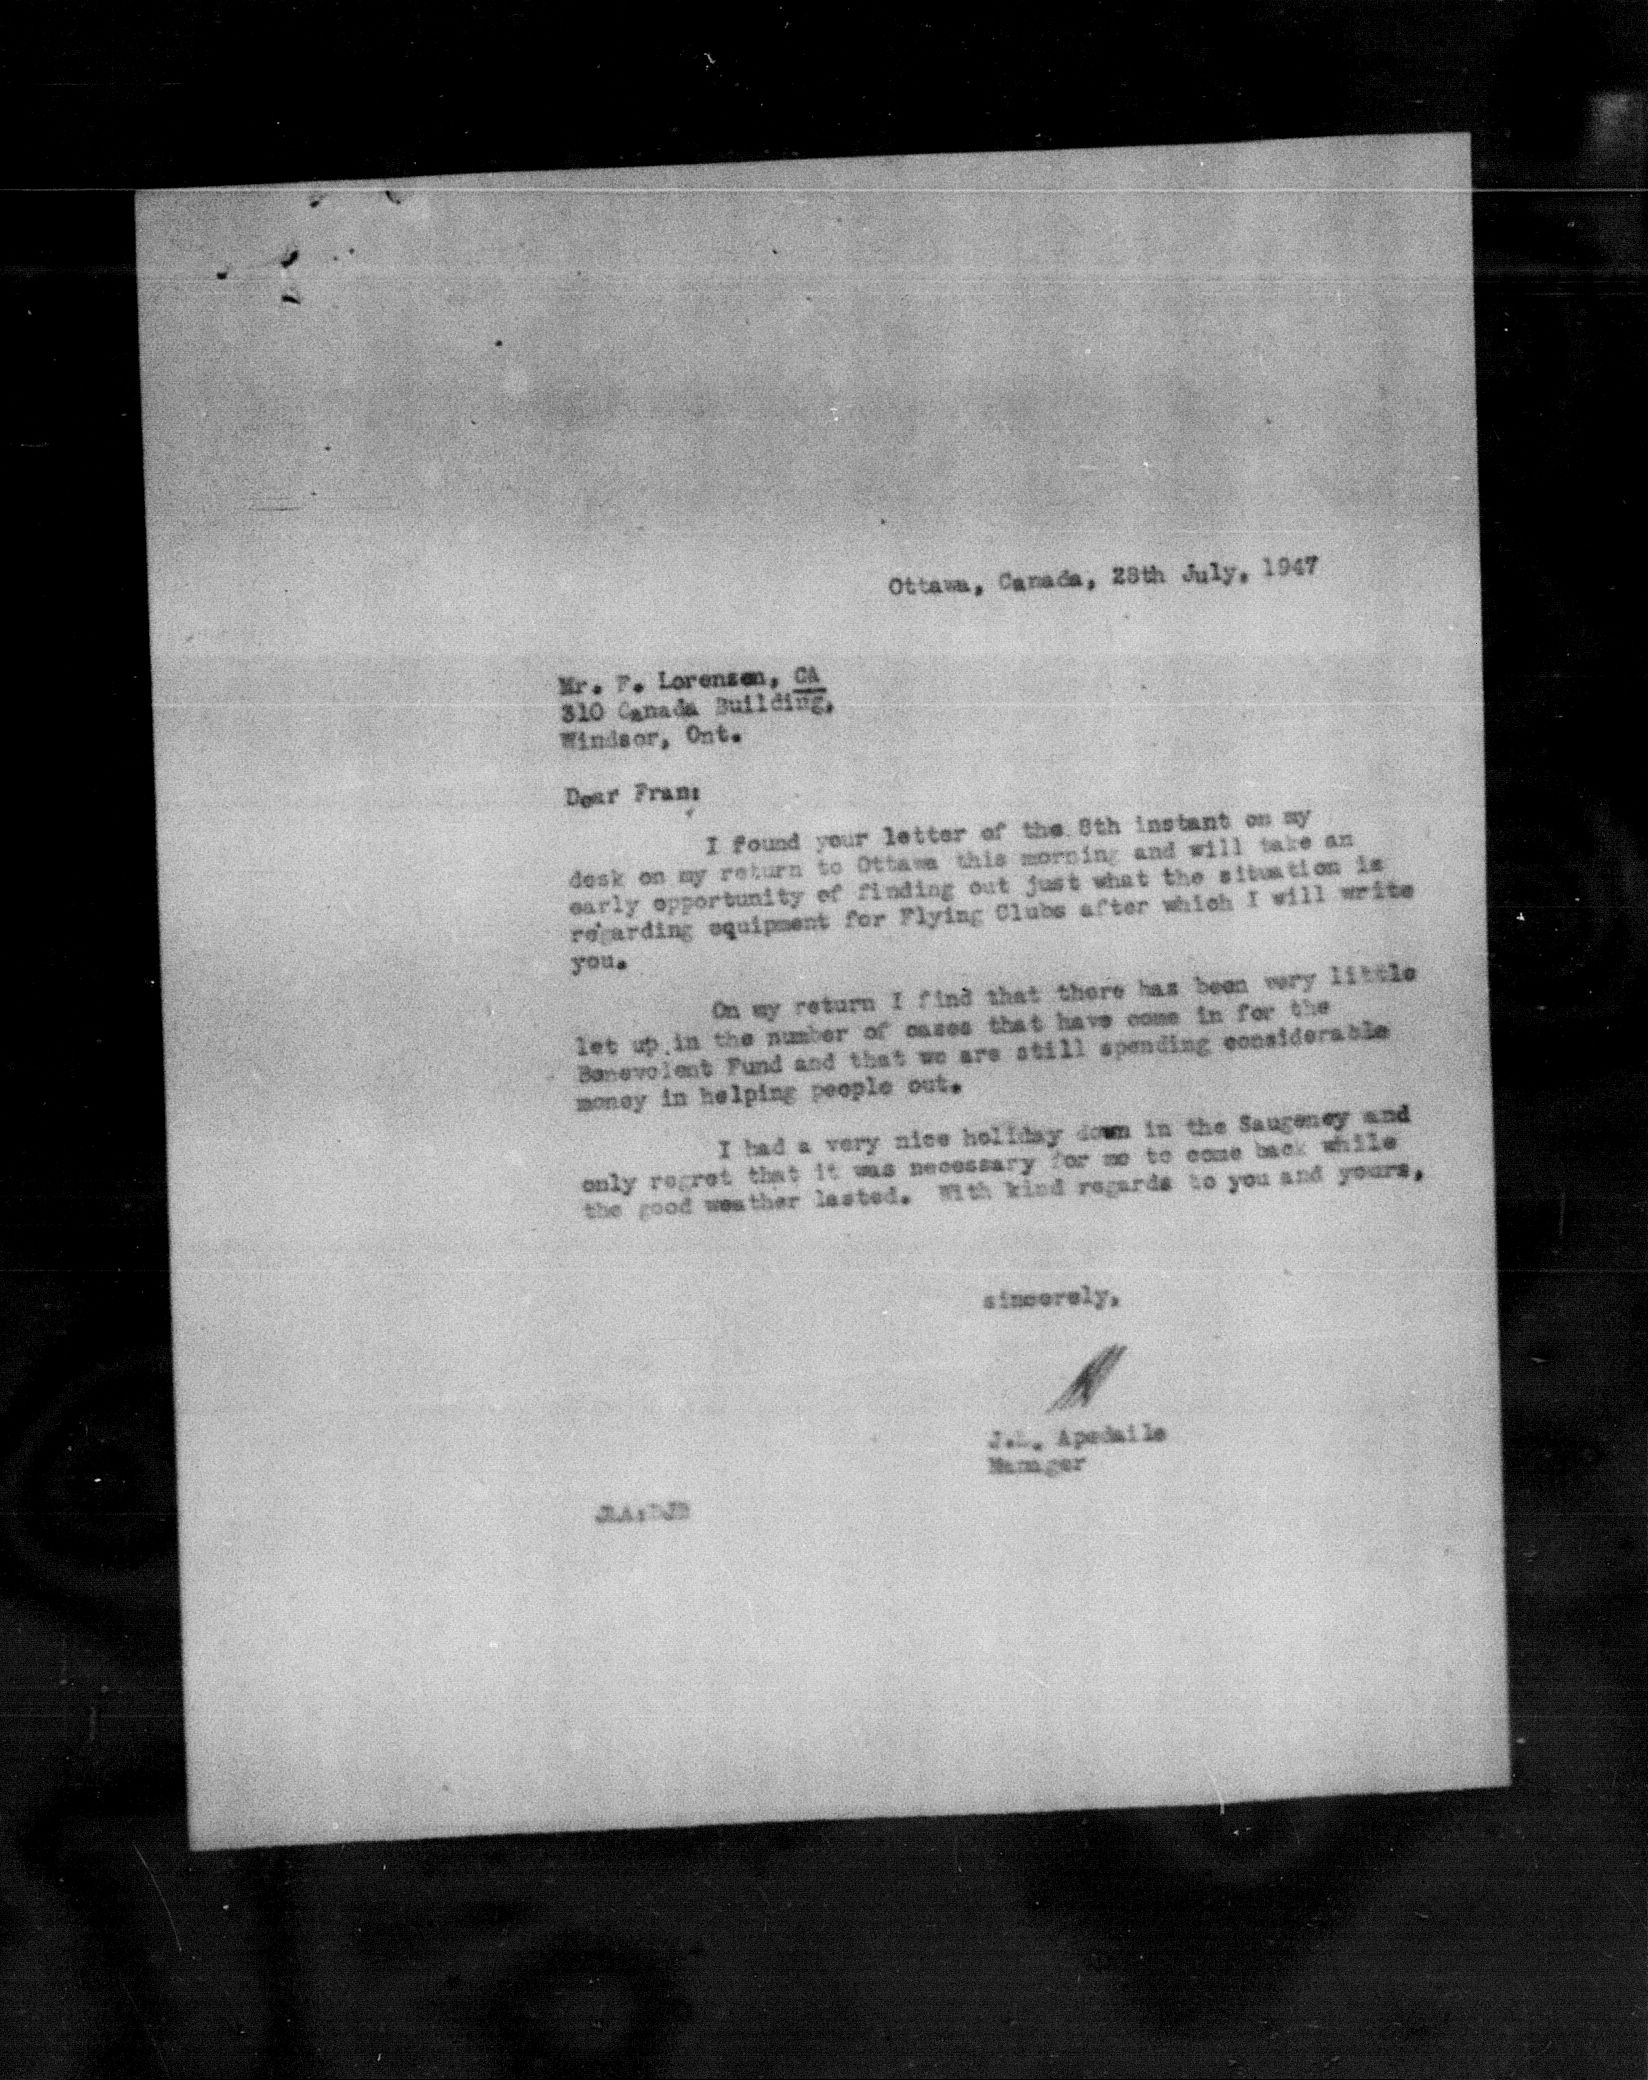 Ottawa, Canada, 28th July, 1947
Mr. F. Lorenzen, CA
310 Canada Building,
Windsor, Ont.
Dear Fran:
I found your letter of the 8th instant on my
desk on my return to Ottawa this morning and will take an
early opportunity of finding out just what the situation is
regarding equipment for Flying Clubs after which I will write
you.
On my return I find that there has been very little
let up in the number of cases that have come in for the
Benevolent Fund and that we are still spending considerable
money in helping people out.
I had a very nice holiday down in the Saugeney and
only regret that it was necessary for me to come back while
the good weather lasted. With kind regards to you and yours,
sincerely,
J.L. Apedaile
Manager
JLA:DJB